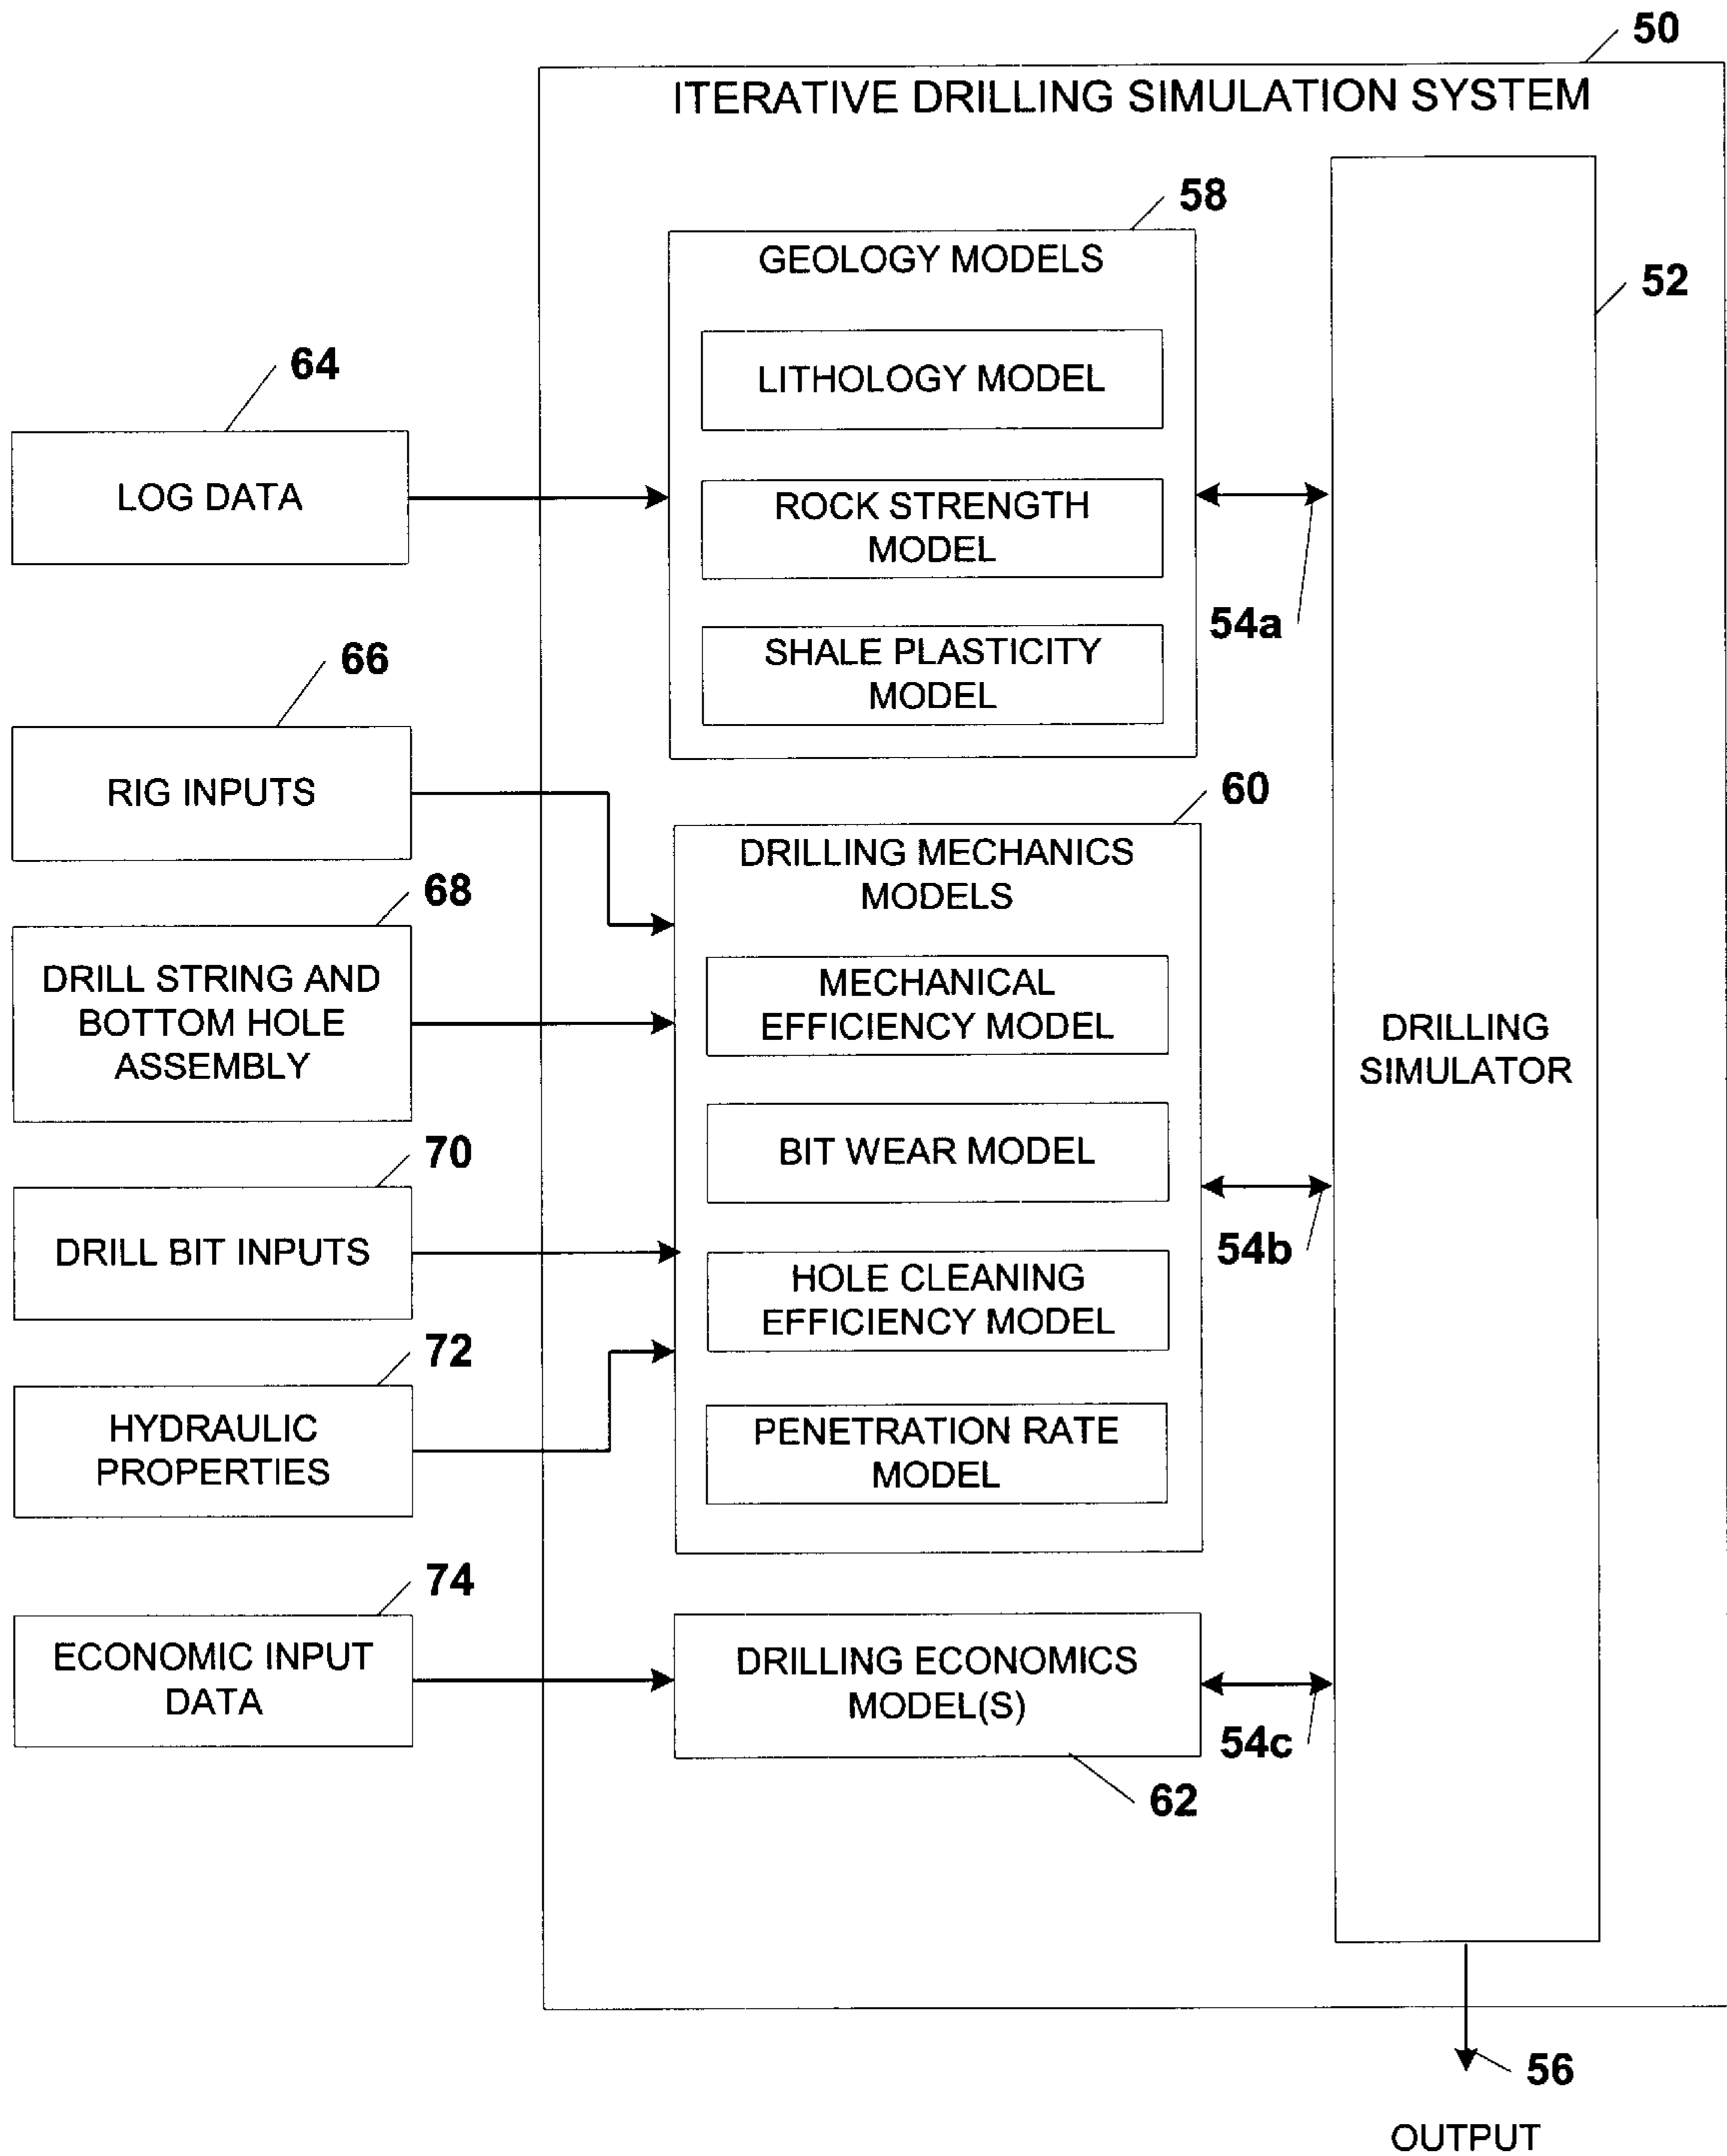 50
ITERATIVE DRILLING SIMULATION SYSTEM
58
GEOLOGY MODELS
52
LITHOLOGY MODEL
64
LOG DATA
ROCK STRENGTH
MODEL
54a
SHALE PLASTICITY
MODEL
66
RIG INPUTS
60
DRILLING MECHANICS
MODELS
68
DRILL STRING AND
BOTTOM HOLE
ASSEMBLY
MECHANICAL
EFFICIENCY MODEL
DRILLING
SIMULATOR
BIT WEAR MODEL
70
54b
DRILL BIT INPUTS
HOLE CLEANING
EFFICIENCY MODEL
72
HYDRAULIC
PROPERTIES
PENETRATION RATE
MODEL
74
ECONOMIC INPUT
DATA
DRILLING ECONOMICS
MODEL(S)
54c
62
56
OUTPUT